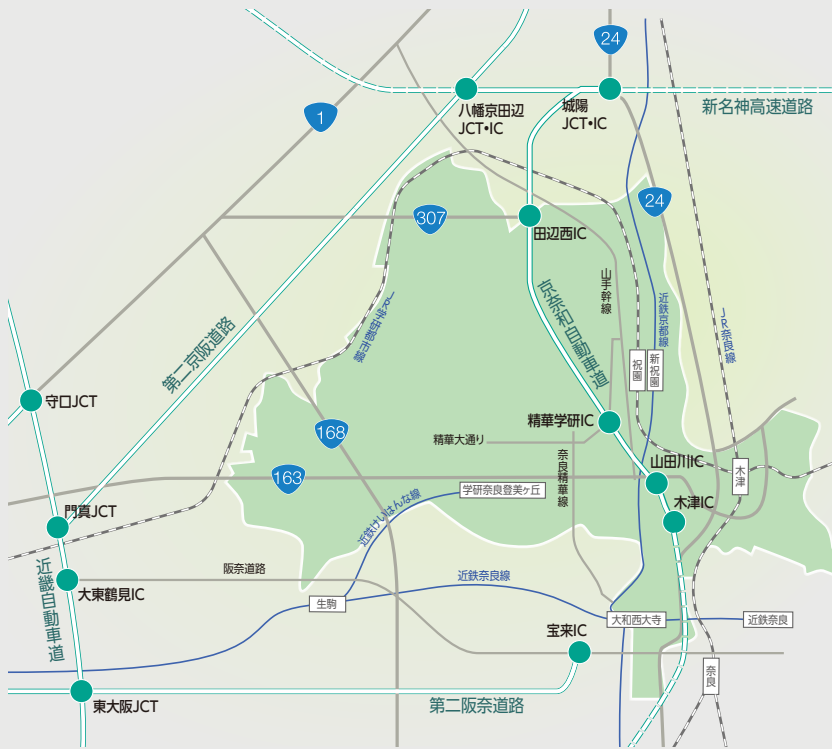 24
1
八幡京田辺
JCT•IC
城陽
JCT•IC
新名神高速道路
307
24
田辺西IC
山手幹線
京奈和自動車道
近鉄京都線
JR学研都市線
JR奈良線
第二京阪道路
祝園
新祝園
守口JCT
精華学研IC
168
精華大通り
奈良精華線
山田川IC
木津
163
学研奈良登美ヶ丘
木津IC
門真JCT
近鉄けいはんな線
近畿自動車道
大東鶴見IC
阪奈道路
近鉄奈良線
生駒
大和西大寺
近鉄奈良
宝来IC
奈良
東大阪JCT
第二阪奈道路